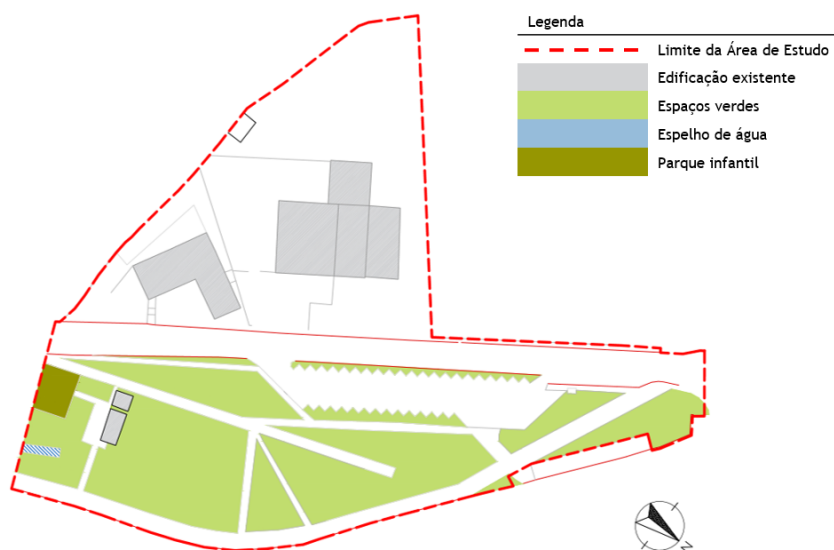 Legenda
Limite da Área de Estudo
Edificação existente
Espaços verdes
Espelho de água
Parque infantil
N